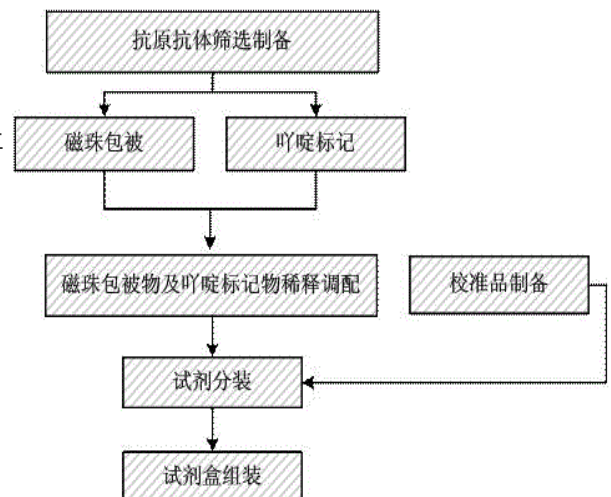 抗原抗体筛选制备
磁珠包被
吖啶标记
磁珠包被物及吖啶标记物稀释调配
校准品制备
试剂分装
试剂盒组装